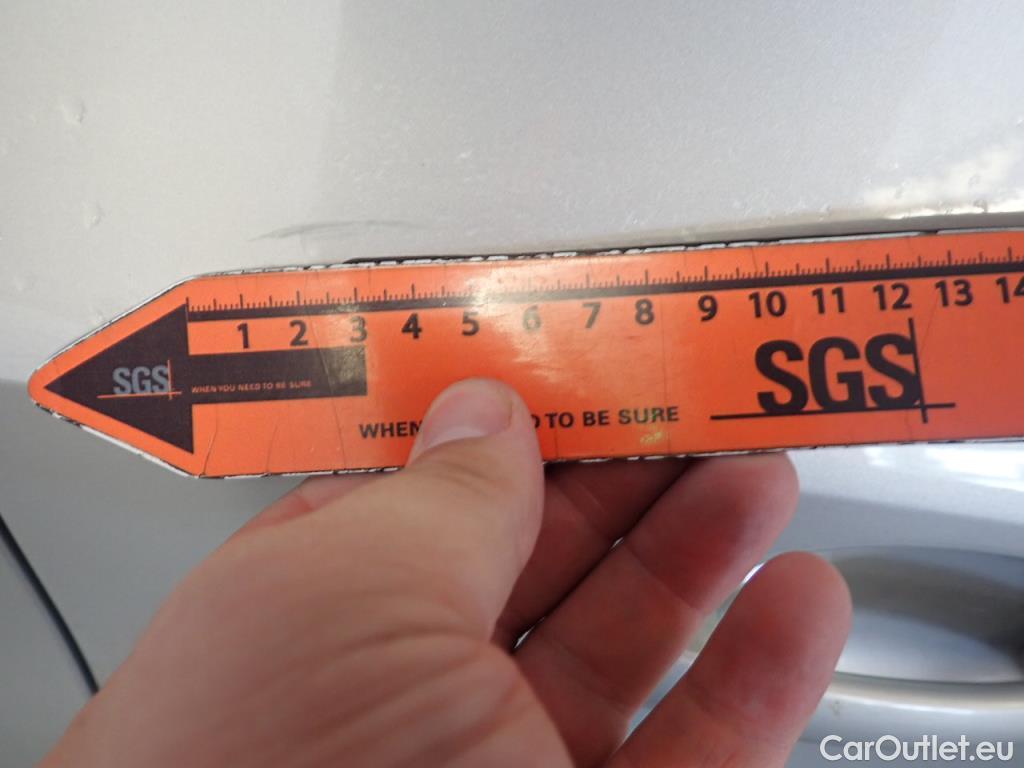 1 2 3 4 5 6 7 8 9 10 11 12 13 14
SGS WHEN YOU NEED TO BE SURE
SGS
WHEN TO BE SURE
CarOutlet.eu